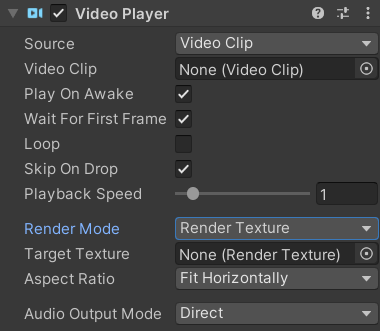 Video Player
Source Video Clip
Video Clip None (Video Clip)
Play On Awake
Wait For First Frame
Loop
Skip On Drop
Playback Speed 1
Render Mode Render Texture
Target Texture None (Render Texture)
Aspect Ratio Fit Horizontally
Audio Output Mode Direct